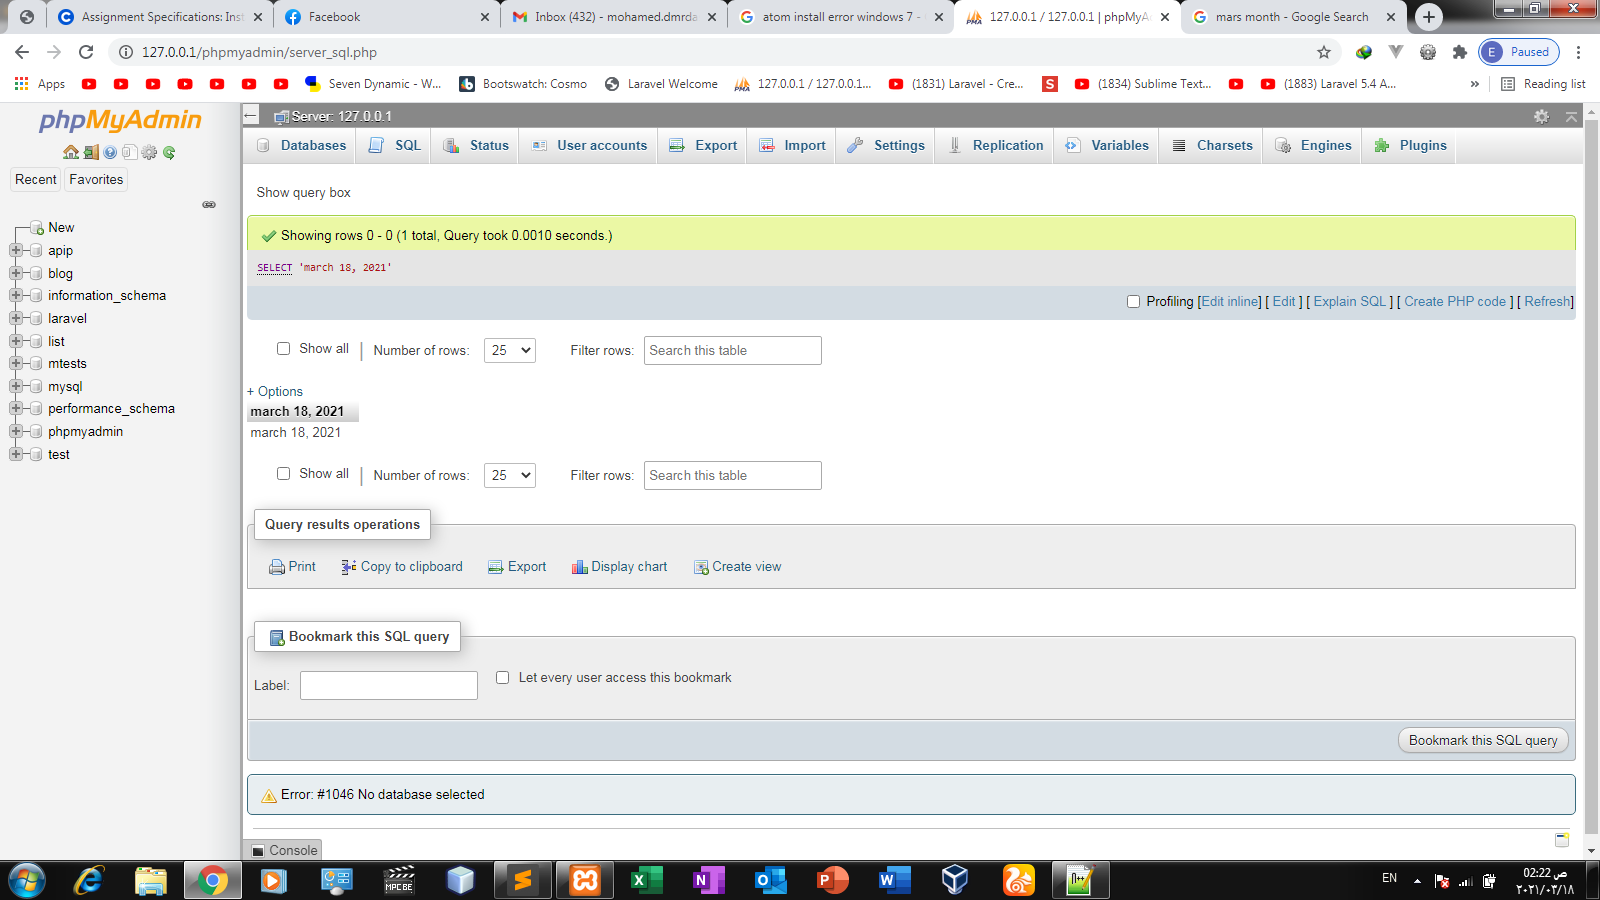 Assignment Specifications: Inst
Facebook
Inbox (432) - mohamed.dmrda
atom install error windows 7 -
127.0.0.1 / 127.0.0.1 | phpMyA
mars month - Google Search
127.0.0.1/phpmyadmin/server_sql.php
E Paused
Apps
Seven Dynamic - W...
Bootswatch: Cosmo
Laravel Welcome
127.0.0.1 / 127.0.0.1...
(1831) Laravel - Cre...
(1834) Sublime Text...
(1883) Laravel 5.4 A...
»
Reading list
phpMyAdmin
Recent
Favorites
New
apip
blog
information_schema
laravel
list
mtests
mysql
performance_schema
phpmyadmin
test
Server: 127.0.0.1
Databases
SQL
Status
User accounts
Export
Import
Settings
Replication
Variables
Charsets
Engines
Plugins
Show query box
Showing rows 0 - 0 (1 total, Query took 0.0010 seconds.)
SELECT 'march 18, 2021'
Profiling [Edit inline] [ Edit ] [ Explain SQL ] [ Create PHP code ] [ Refresh]
Show all | Number of rows: 25 Filter rows: Search this table
+ Options
march 18, 2021
march 18, 2021
Show all | Number of rows: 25 Filter rows: Search this table
Query results operations
Print
Copy to clipboard
Export
Display chart
Create view
Bookmark this SQL query
Label:
Let every user access this bookmark
Bookmark this SQL query
Error: #1046 No database selected
Console
EN
02:22 ص
٢٠٢١/٠٣/١٨